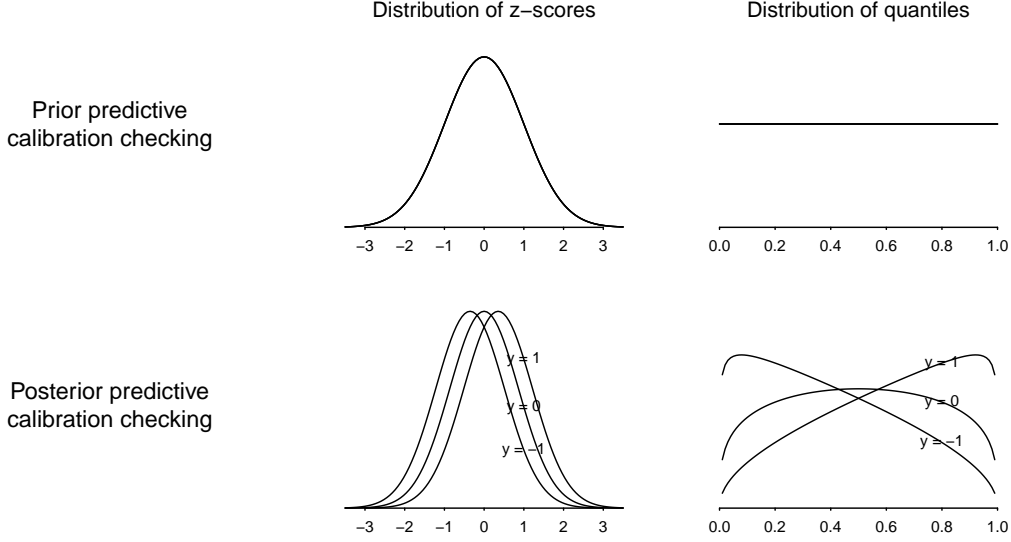 Distribution of z−scores
Distribution of quantiles
Prior predictive
calibration checking
−3 −2 −1 0 1 2 3
0.0 0.2 0.4 0.6 0.8 1.0
Posterior predictive
calibration checking
y = 1
y = 0
y = −1
−3 −2 −1 0 1 2 3
y = 1
y = 0
y = −1
0.0 0.2 0.4 0.6 0.8 1.0